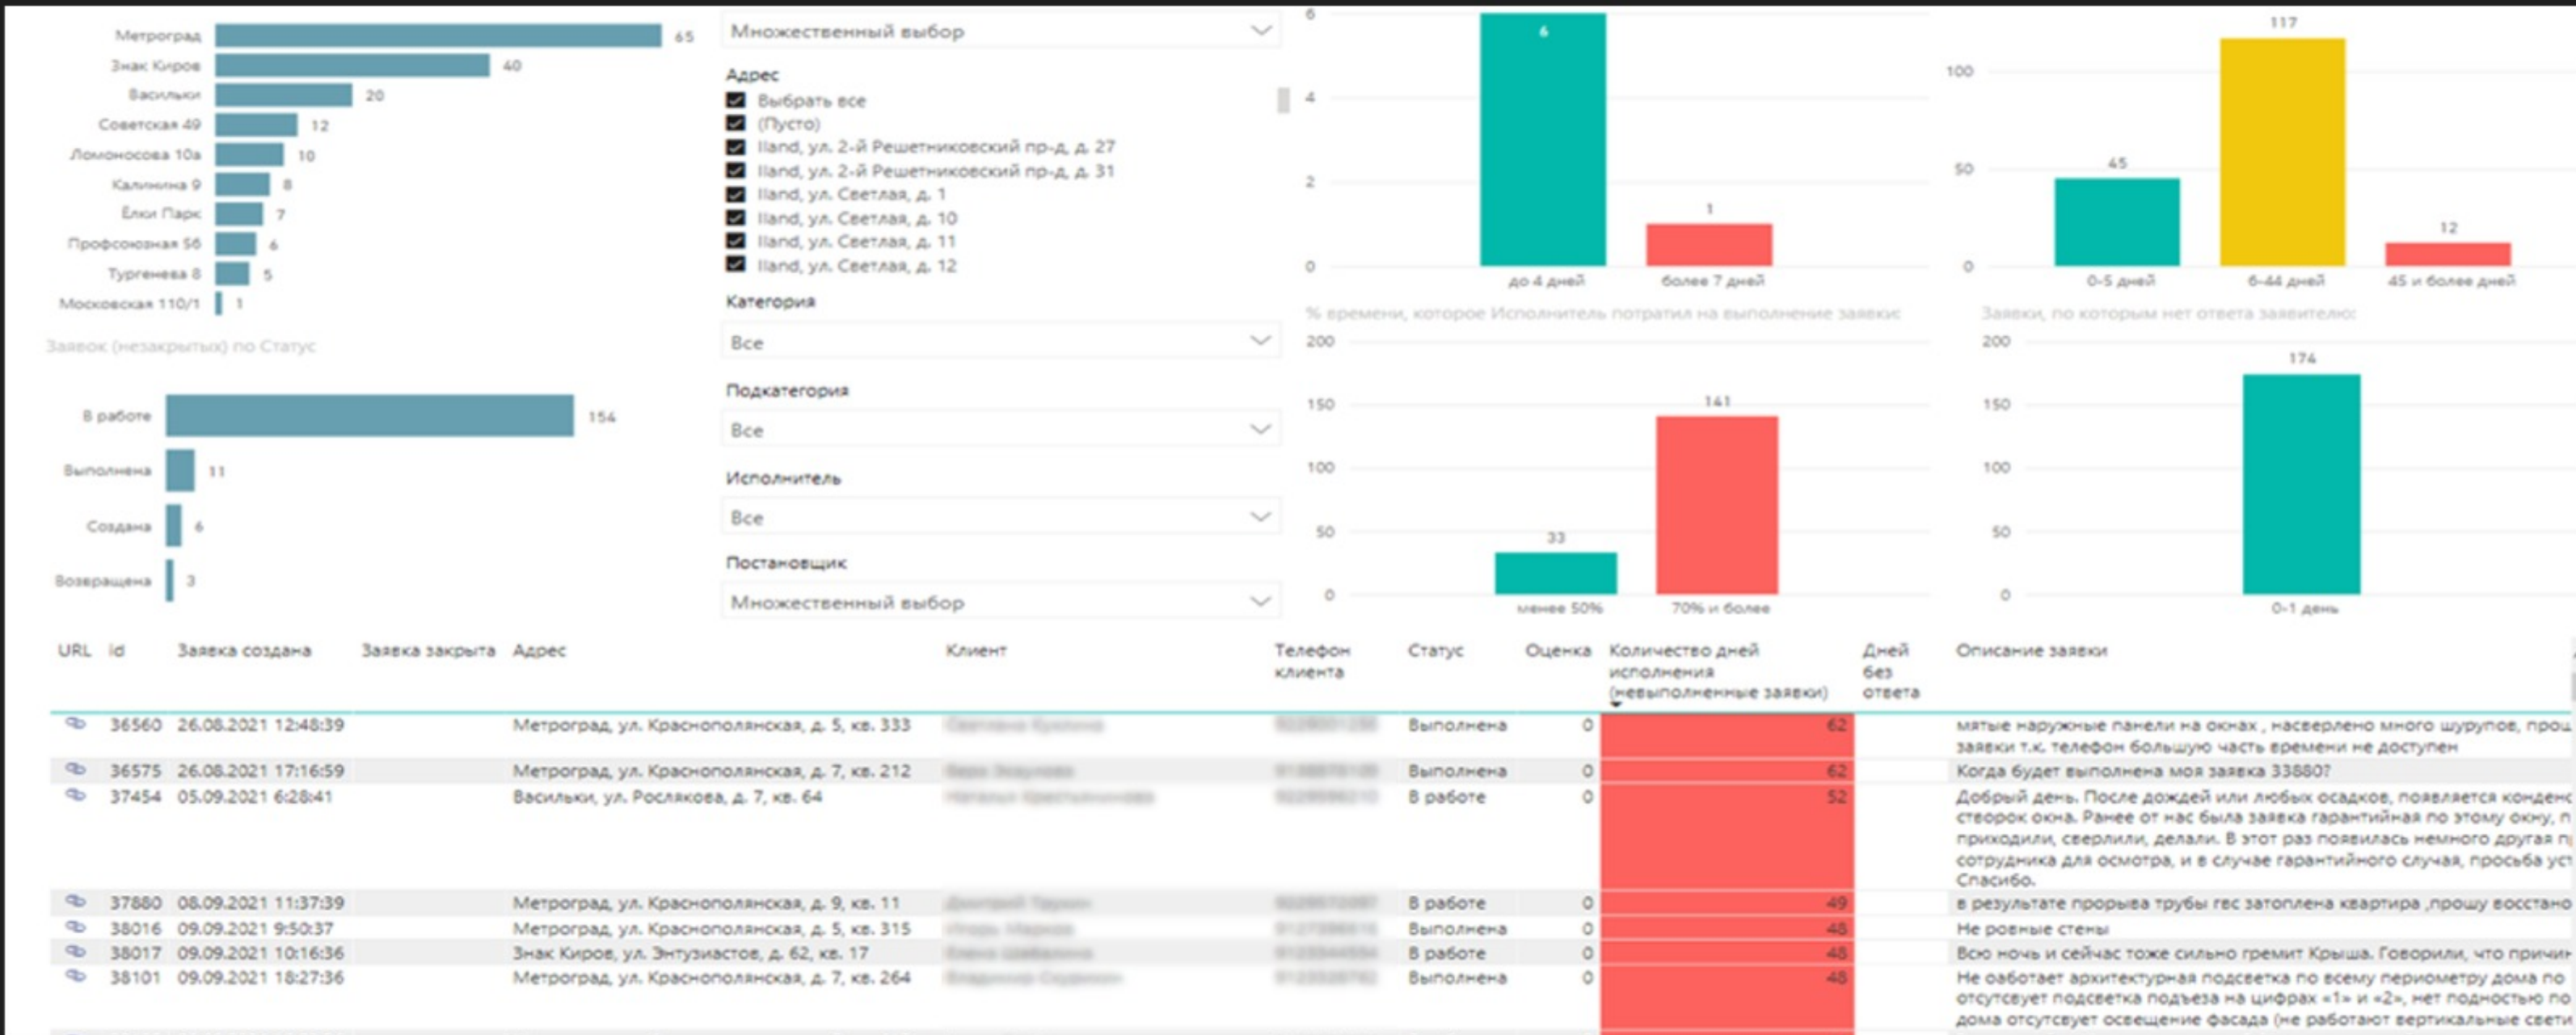 Метроград 65
Знак Киров 40
Васильки 20
Советская 49 12
Ломоносова 10а 10
Калинина 9 8
Ёлки Парк 7
Профсоюзная 56 6
Тургенева 8 5
Московская 110/1 1
Заявок (незакрытых) по Статус
В работе 154
Выполнена 11
Создана 6
Возвращена 3
Множественный выбор
Адрес
Выбрать все
(Пусто)
Iland, ул. 2-й Решетниковский пр-д, д. 27
Iland, ул. 2-й Решетниковский пр-д, д. 31
Iland, ул. Светлая, д. 1
Iland, ул. Светлая, д. 10
Iland, ул. Светлая, д. 11
Iland, ул. Светлая, д. 12
Категория
Все
Подкатегория
Все
Исполнитель
Все
Постановщик
Множественный выбор
6
4
2
0
6
1
до 4 дней более 7 дней
100
50
0
45
117
12
0-5 дней 6-44 дней 45 и более дней
% времени, которое Исполнитель потратил на выполнение заявки:
200
150
100
50
0
33
141
менее 50% 70% и более
Заявки, по которым нет ответа заявителю:
200
150
100
50
0
174
0-1 день
URL id Заявка создана Заявка закрыта Адрес Клиент Телефон клиента Статус Оценка Количество дней исполнения (невыполненные заявки) Дней без ответа Описание заявки
36560 26.08.2021 12:48:39 Метроград, ул. Краснополянская, д. 5, кв. 333 Выполнена 0 62 мятые наружные панели на окнах , насверлено много шурупов, прош
заявки т.к. телефон большую часть времени не доступен
36575 26.08.2021 17:16:59 Метроград, ул. Краснополянская, д. 7, кв. 212 Выполнена 0 62 Когда будет выполнена моя заявка 33880?
37454 05.09.2021 6:28:41 Васильки, ул. Рослякова, д. 7, кв. 64 В работе 0 52 Добрый день. После дождей или любых осадков, появляется конденс
створок окна. Ранее от нас была заявка гарантийная по этому окну, п
приходили, сверлили, делали. В этот раз появилась немного другая п
сотрудника для осмотра, и в случае гарантийного случая, просьба уст
Спасибо.
37880 08.09.2021 11:37:39 Метроград, ул. Краснополянская, д. 9, кв. 11 В работе 0 49 в результате прорыва трубы гвс затоплена квартира ,прошу восстано
38016 09.09.2021 9:50:37 Метроград, ул. Краснополянская, д. 5, кв. 315 Выполнена 0 48 Не ровные стены
38017 09.09.2021 10:16:36 Знак Киров, ул. Энтузиастов, д. 62, кв. 17 В работе 0 48 Всю ночь и сейчас тоже сильно гремит Крыша. Говорили, что причин
38101 09.09.2021 18:27:36 Метроград, ул. Краснополянская, д. 7, кв. 264 Выполнена 0 48 Не оаботает архитектурная подсветка по всему периометру дома по
отсутсвует подсветка подъеза на цифрах «1» и «2», нет подностью по
дома отсутсвует освещение фасада (не работают вертикальные свети